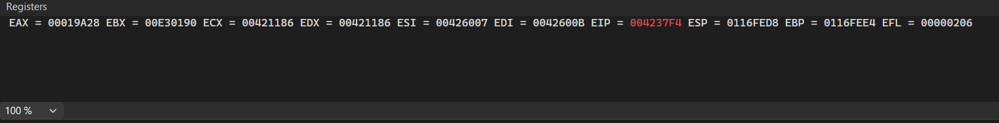 Registers
EAX = 00019A28 EBX = 00E30190 ECX = 00421186 EDX = 00421186 ESI = 00426007 EDI = 0042600B EIP = 004237F4 ESP = 0116FED8 EBP = 0116FEE4 EFL = 00000206
100 %